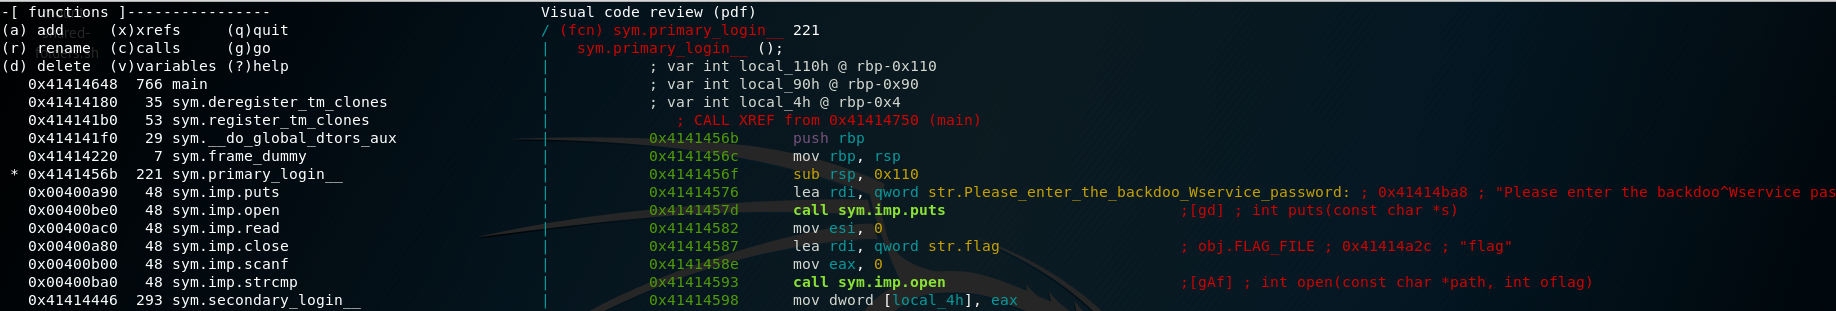 -[ functions ]---------------- Visual code review (pdf)
(a) add (x)xrefs (q)quit / (fcn) sym.primary_login__ 221
(r) rename (c)calls (g)go | sym.primary_login__ ();
(d) delete (v)variables (?)help | ; var int local_110h @ rbp-0x110
0x41414648 766 main | ; var int local_90h @ rbp-0x90
0x41414180 35 sym.deregister_tm_clones | ; var int local_4h @ rbp-0x4
0x414141b0 53 sym.register_tm_clones | ; CALL XREF from 0x41414750 (main)
0x414141f0 29 sym.__do_global_dtors_aux | 0x4141456b push rbp
0x41414220 7 sym.frame_dummy | 0x4141456c mov rbp, rsp
* 0x4141456b 221 sym.primary_login__ | 0x4141456f sub rsp, 0x110
0x00400a90 48 sym.imp.puts | 0x41414576 lea rdi, qword str.Please_enter_the_backdoo_Wservice_password: ; 0x41414ba8 ; "Please enter the backdoo^Wservice pas
0x00400be0 48 sym.imp.open | 0x4141457d call sym.imp.puts ;[gd] ; int puts(const char *s)
0x00400ac0 48 sym.imp.read | 0x41414582 mov esi, 0
0x00400a80 48 sym.imp.close | 0x41414587 lea rdi, qword str.flag ; obj.FLAG_FILE ; 0x41414a2c ; "flag"
0x00400b00 48 sym.imp.scanf | 0x4141458e mov eax, 0
0x00400ba0 48 sym.imp.strcmp | 0x41414593 call sym.imp.open ;[gAf] ; int open(const char *path, int oflag)
0x41414446 293 sym.secondary_login__ | 0x41414598 mov dword [local_4h], eax